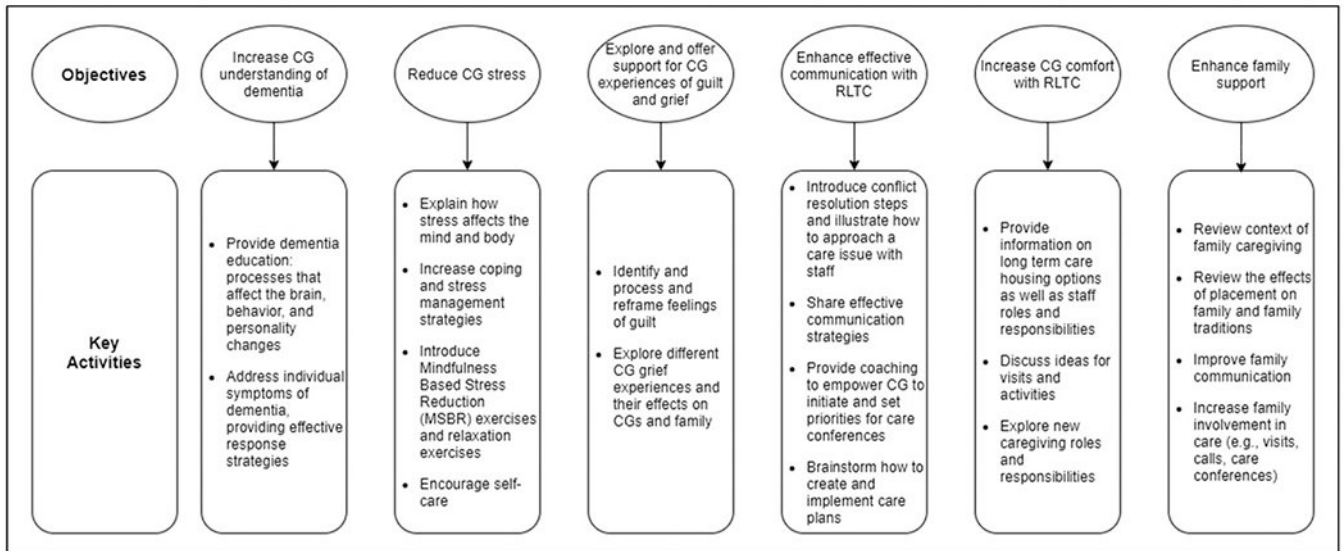 Objectives
Increase CG
understanding of
dementia
Reduce CG stress
Explore and offer
support for CG
experiences of guilt
and grief
Enhance effective
communication with
RLTC
Increase CG comfort
with RLTC
Enhance family
support
Key
Activities
• Provide dementia
education:
processes that
affect the brain,
behavior, and
personality
changes
• Address individual
symptoms of
dementia,
providing effective
response
strategies
• Explain how
stress affects the
mind and body
• Increase coping
and stress
management
strategies
• Introduce
Mindfulness
Based Stress
Reduction
(MSBR) exercises
and relaxation
exercises
• Encourage self-
care
• Identify and
process and
reframe feelings
of guilt
• Explore different
CG grief
experiences and
their effects on
CGs and family
• Introduce conflict
resolution steps
and illustrate how
to approach a
care issue with
staff
• Share effective
communication
strategies
• Provide coaching
to empower CG to
initiate and set
priorities for care
conferences
• Brainstorm how to
create and
implement care
plans
• Provide
information on
long term care
housing options
as well as staff
roles and
responsibilities
• Discuss ideas for
visits and
activities
• Explore new
caregiving roles
and
responsibilities
• Review context of
family caregiving
• Review the effects
of placement on
family and family
traditions
• Improve family
communication
• Increase family
involvement in
care (e.g., visits,
calls, care
conferences)